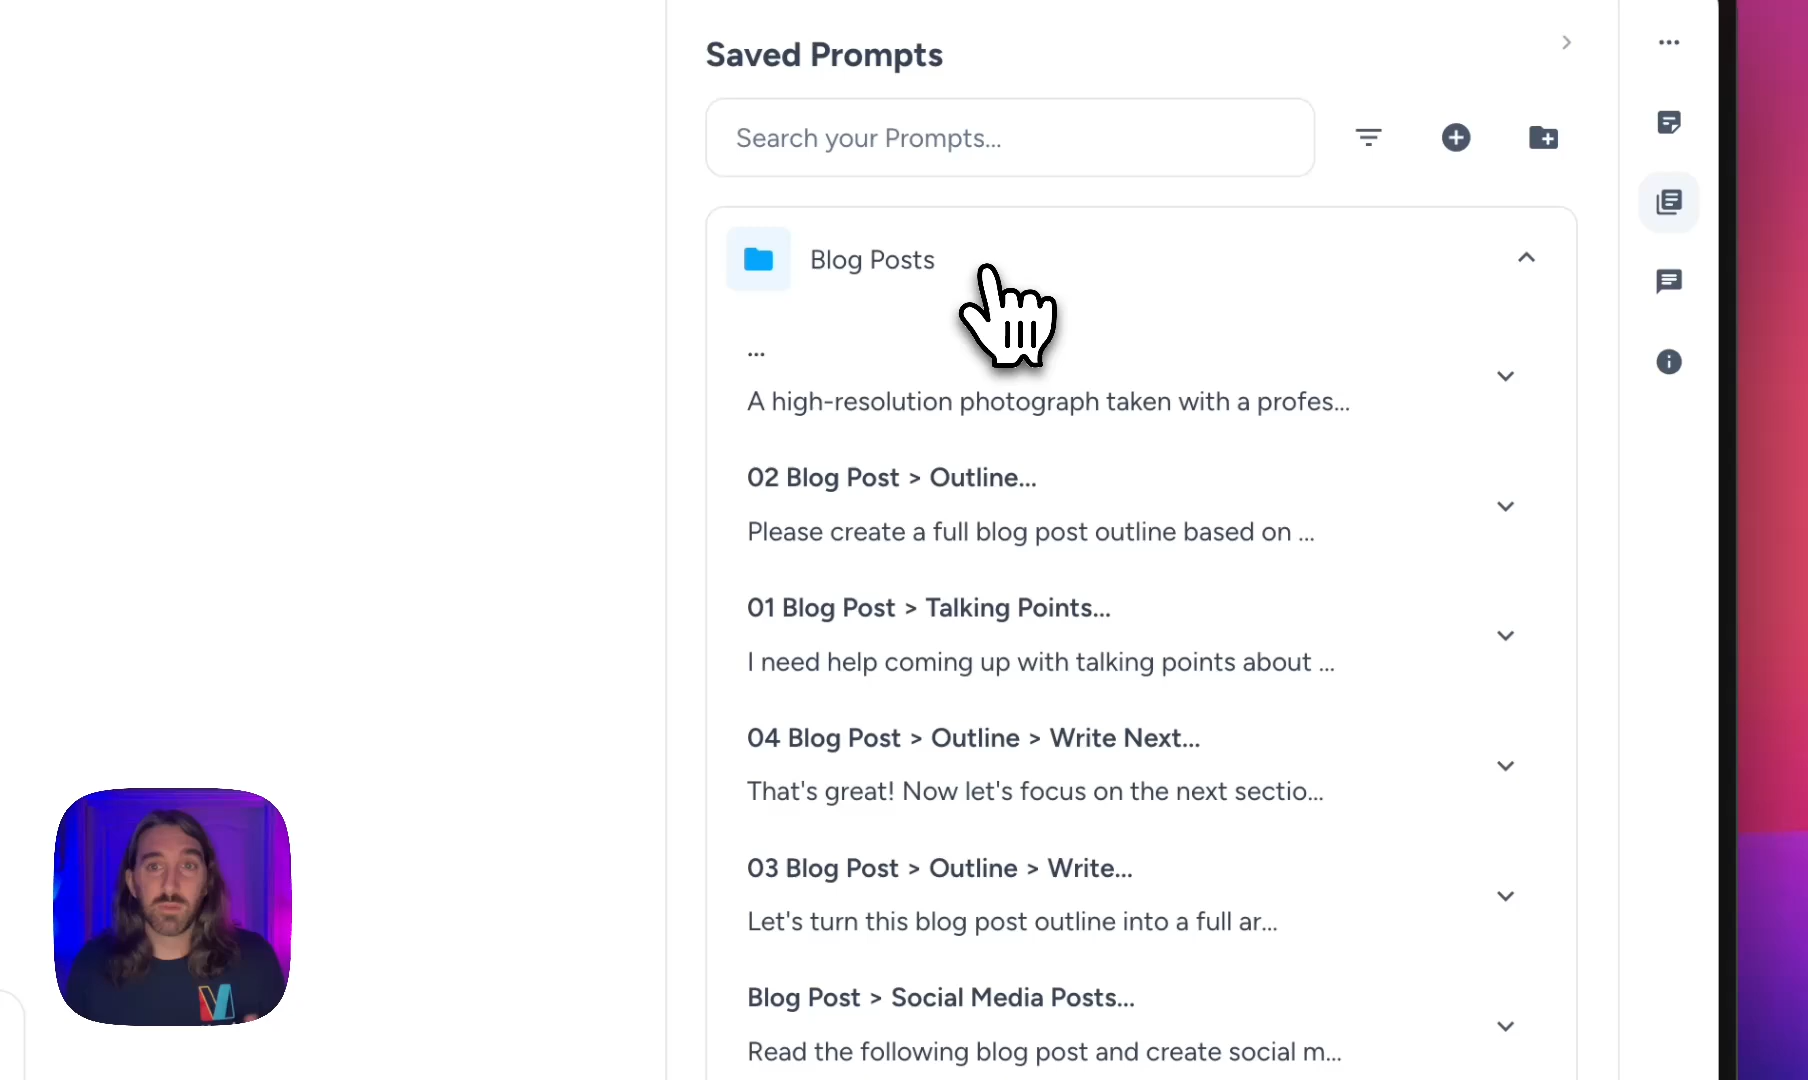 Saved Prompts
Search your Prompts...
Blog Posts
...
A high-resolution photograph taken with a profes...
02 Blog Post > Outline...
Please create a full blog post outline based on ...
01 Blog Post > Talking Points...
I need help coming up with talking points about ...
04 Blog Post > Outline > Write Next...
That's great! Now let's focus on the next sectio...
03 Blog Post > Outline > Write...
Let's turn this blog post outline into a full ar...
Blog Post > Social Media Posts...
Read the following blog post and create social m...